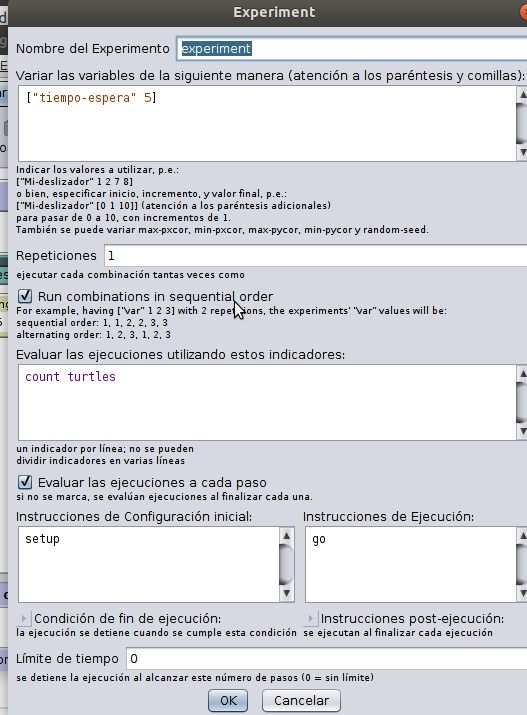 Experiment
Nombre del Experimento experiment
Variar las variables de la siguiente manera (atención a los paréntesis y comillas):
["tiempo-espera" 5]
Indicar los valores a utilizar, p.e.:
["Mi-deslizador" 1 2 7 8]
o bien, especificar inicio, incremento, y valor final, p.e.:
["Mi-deslizador" [0 1 10]] (atención a los paréntesis adicionales)
para pasar de 0 a 10, con incrementos de 1.
También se puede variar max-pxcor, min-pxcor, max-pycor, min-pycor y random-seed.
Repeticiones 1
ejecutar cada combinación tantas veces como
Run combinations in sequential order
For example, having ["var" 1 2 3] with 2 repetitions, the experiments' "var" values will be:
sequential order: 1, 1, 2, 2, 3, 3
alternating order: 1, 2, 3, 1, 2, 3
Evaluar las ejecuciones utilizando estos indicadores:
count turtles
un indicador por línea; no se pueden
dividir indicadores en varias líneas
Evaluar las ejecuciones a cada paso
si no se marca, se evalúan ejecuciones al finalizar cada una.
Instrucciones de Configuración inicial: Instrucciones de Ejecución:
setup go
Condición de fin de ejecución: Instrucciones post-ejecución:
la ejecución se detiene cuando se cumple esta condición se ejecutan al finalizar cada ejecución
Límite de tiempo 0
se detiene la ejecución al alcanzar este número de pasos (0 = sin límite)
OK Cancelar